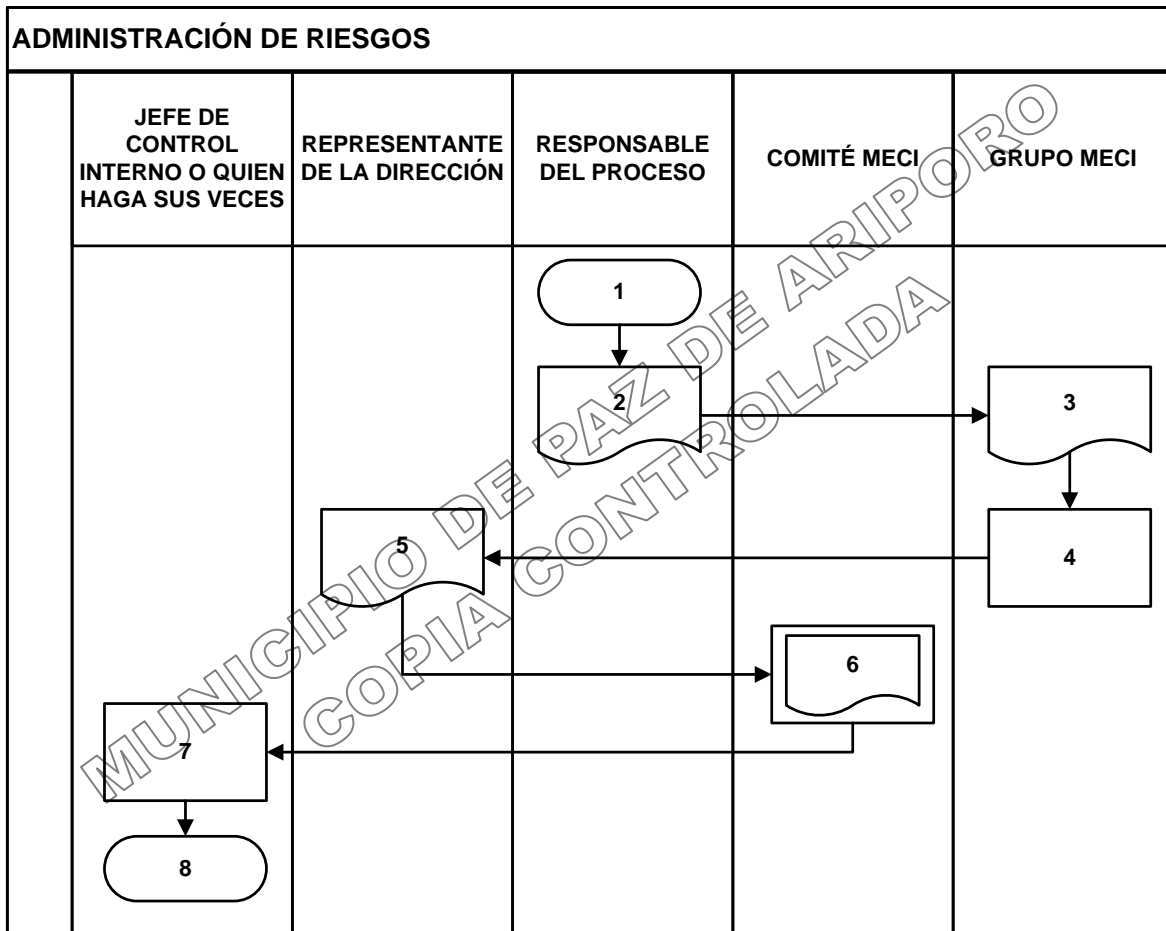 ADMINISTRACIÓN DE RIESGOS
JEFE DE
CONTROL
INTERNO O QUIEN
HAGA SUS VECES
REPRESENTANTE
DE LA DIRECCIÓN
RESPONSABLE
DEL PROCESO
COMITÉ MECI
GRUPO MECI
1
2
3
4
5
6
7
8
MUNICIPIO DE PAZ DE ARIPORO
COPIA CONTROLADA